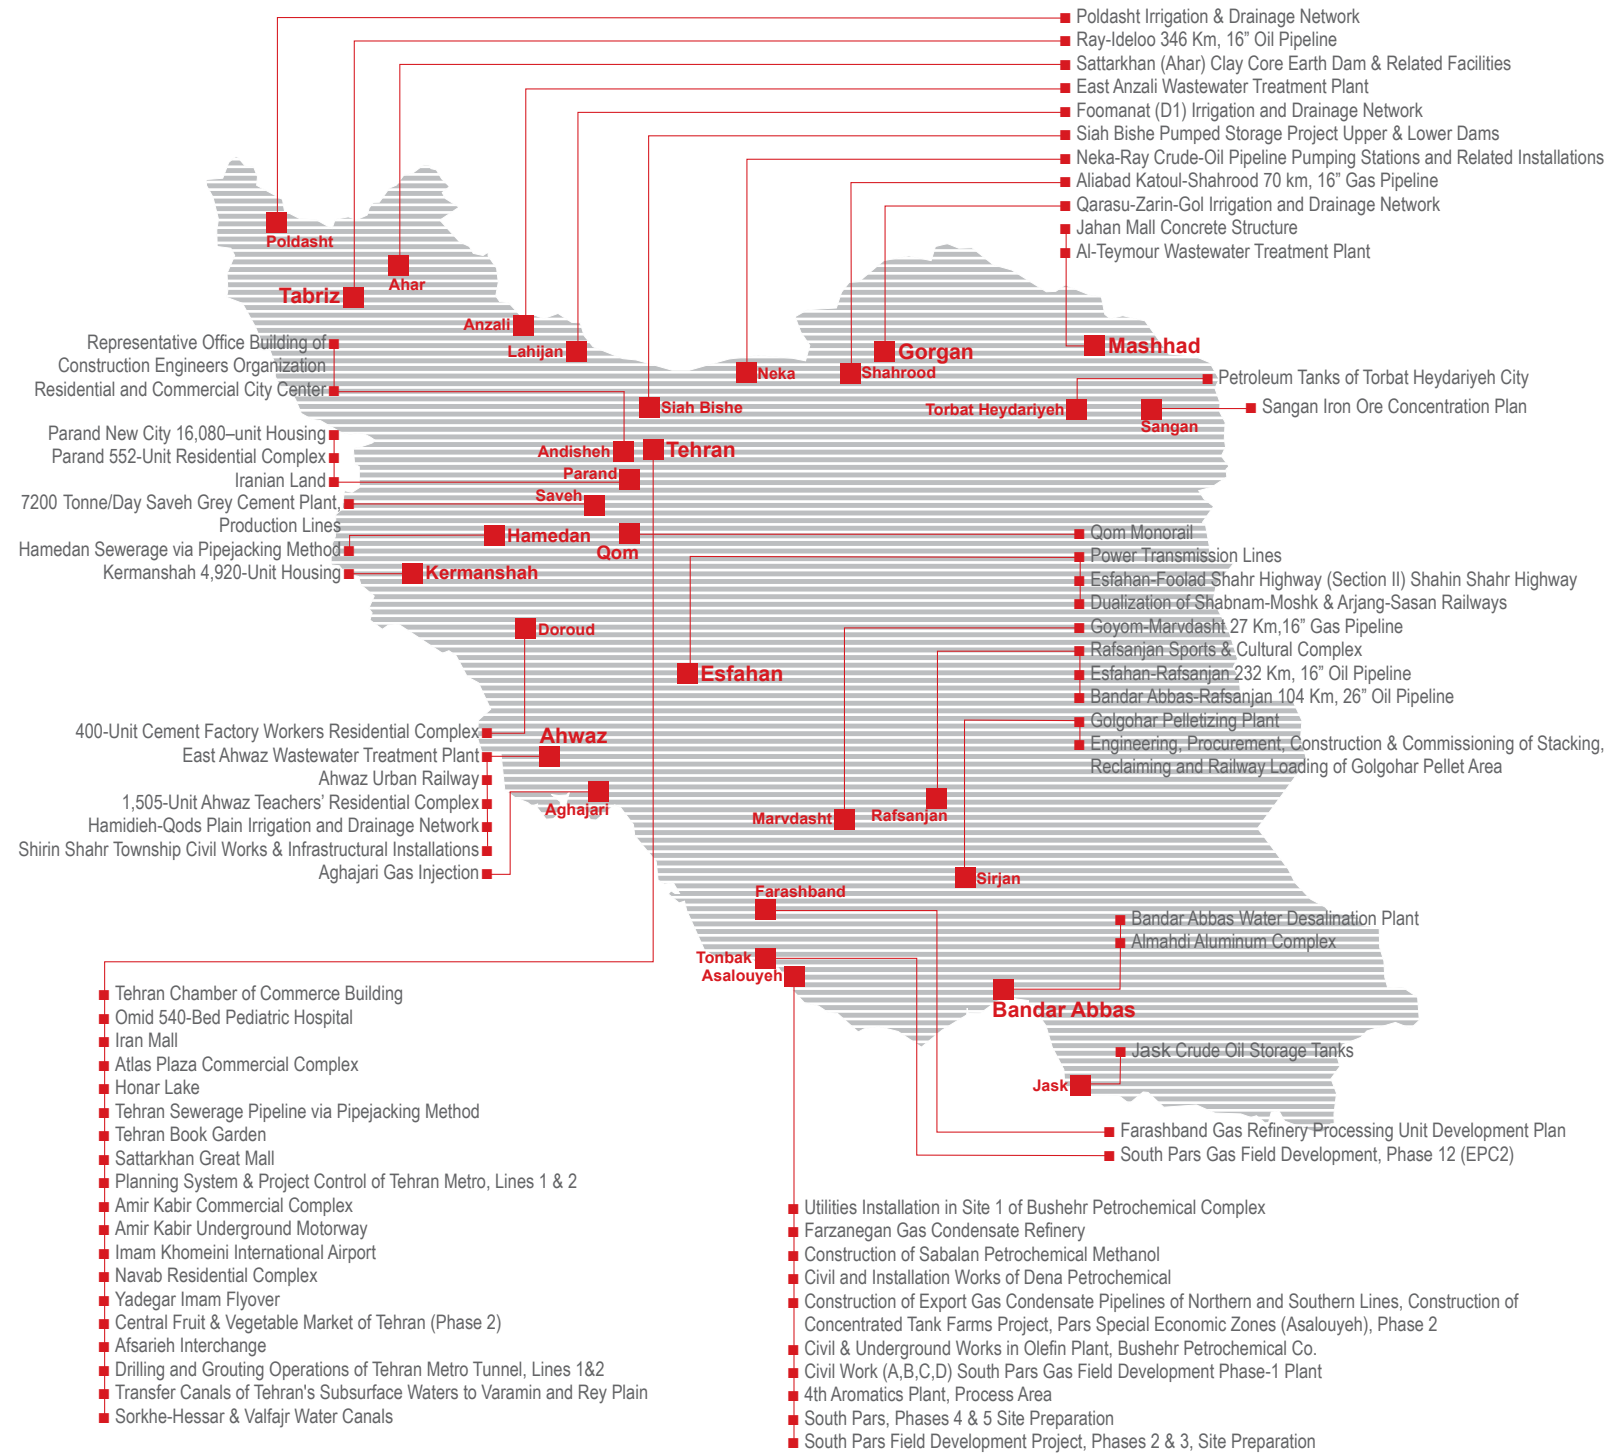 Poldasht Irrigation & Drainage Network
Ray-Ideloo 346 Km, 16” Oil Pipeline
Sattarkhan (Ahar) Clay Core Earth Dam & Related Facilities
East Anzali Wastewater Treatment Plant
Foomanat (D1) Irrigation and Drainage Network
Siah Bishe Pumped Storage Project Upper & Lower Dams
Neka-Ray Crude-Oil Pipeline Pumping Stations and Related Installations
Aliabad Katoul-Shahrood 70 km, 16” Gas Pipeline
Qarasu-Zarin-Gol Irrigation and Drainage Network
Jahan Mall Concrete Structure
Al-Teymour Wastewater Treatment Plant
Poldasht
Ahar
Tabriz
Anzali
Lahijan
Neka
Shahrood
Gorgan
Mashhad
Siah Bishe
Torbat Heydariyeh
Sangan
Petroleum Tanks of Torbat Heydariyeh City
Sangan Iron Ore Concentration Plan
Representative Office Building of
Construction Engineers Organization
Residential and Commercial City Center
Parand New City 16,080–unit Housing
Parand 552-Unit Residential Complex
Iranian Land
7200 Tonne/Day Saveh Grey Cement Plant,
Production Lines
Hamedan Sewerage via Pipejacking Method
Kermanshah 4,920-Unit Housing
Andisheh
Tehran
Parand
Saveh
Hamedan
Qom
Kermanshah
Doroud
Esfahan
Qom Monorail
Power Transmission Lines
Esfahan-Foolad Shahr Highway (Section II) Shahin Shahr Highway
Dualization of Shabnam-Moshk & Arjang-Sasan Railways
Goyom-Marvdasht 27 Km,16” Gas Pipeline
Rafsanjan Sports & Cultural Complex
Esfahan-Rafsanjan 232 Km, 16” Oil Pipeline
Bandar Abbas-Rafsanjan 104 Km, 26” Oil Pipeline
Golgohar Pelletizing Plant
Engineering, Procurement, Construction & Commissioning of Stacking,
Reclaiming and Railway Loading of Golgohar Pellet Area
400-Unit Cement Factory Workers Residential Complex
East Ahwaz Wastewater Treatment Plant
Ahwaz Urban Railway
1,505-Unit Ahwaz Teachers’ Residential Complex
Hamidieh-Qods Plain Irrigation and Drainage Network
Shirin Shahr Township Civil Works & Infrastructural Installations
Aghajari Gas Injection
Ahwaz
Aghajari
Marvdasht
Rafsanjan
Sirjan
Farashband
Tonbak
Asalouyeh
Bandar Abbas
Jask
Bandar Abbas Water Desalination Plant
Almahdi Aluminum Complex
Jask Crude Oil Storage Tanks
Farashband Gas Refinery Processing Unit Development Plan
South Pars Gas Field Development, Phase 12 (EPC2)
Tehran Chamber of Commerce Building
Omid 540-Bed Pediatric Hospital
Iran Mall
Atlas Plaza Commercial Complex
Honar Lake
Tehran Sewerage Pipeline via Pipejacking Method
Tehran Book Garden
Sattarkhan Great Mall
Planning System & Project Control of Tehran Metro, Lines 1 & 2
Amir Kabir Commercial Complex
Amir Kabir Underground Motorway
Imam Khomeini International Airport
Navab Residential Complex
Yadegar Imam Flyover
Central Fruit & Vegetable Market of Tehran (Phase 2)
Afsarieh Interchange
Drilling and Grouting Operations of Tehran Metro Tunnel, Lines 1&2
Transfer Canals of Tehran's Subsurface Waters to Varamin and Rey Plain
Sorkhe-Hessar & Valfajr Water Canals
Utilities Installation in Site 1 of Bushehr Petrochemical Complex
Farzanegan Gas Condensate Refinery
Construction of Sabalan Petrochemical Methanol
Civil and Installation Works of Dena Petrochemical
Construction of Export Gas Condensate Pipelines of Northern and Southern Lines, Construction of
Concentrated Tank Farms Project, Pars Special Economic Zones (Asalouyeh), Phase 2
Civil & Underground Works in Olefin Plant, Bushehr Petrochemical Co.
Civil Work (A,B,C,D) South Pars Gas Field Development Phase-1 Plant
4th Aromatics Plant, Process Area
South Pars, Phases 4 & 5 Site Preparation
South Pars Field Development Project, Phases 2 & 3, Site Preparation